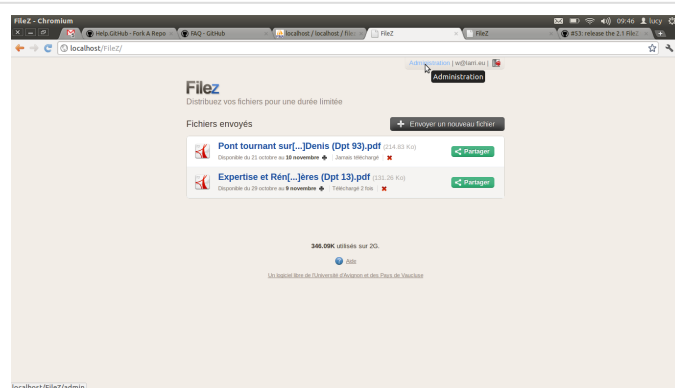 FileZ - Chromium
09:46
lucy
Help.GitHub - Fork A Repo
FAQ - GitHub
localhost / localhost / file
FileZ
FileZ
#53: release the 2.1 FileZ
localhost/FileZ/
Administration | w@lam.eu |
Administration
FileZ
Distribuez vos fichiers pour une durée limitée
Fichiers envoyés
Envoyer un nouveau fichier
Pont tournant sur[...]Denis (Dpt 93).pdf (214.83 Ko)
Disponible du 21 octobre au 10 novembre | Jamais téléchargé
Partager
Expertise et Rén[...]ères (Dpt 13).pdf (131.26 Ko)
Disponible du 29 octobre au 9 novembre | Téléchargé 2 fois
Partager
346.09K utilisés sur 2G.
Aide
Un logiciel libre de l'Université d'Avignon et des Pays de Vaucluse
localhost/FileZ/admin